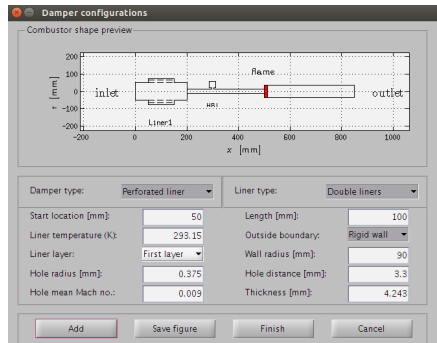 Damper configurations
Combustor shape preview
200
100
0
-100
-200
r [mm]
inlet
flame
outlet
HR1
Liner1
-200 0 200 400 600 800 1000
x [mm]
Damper type: Perforated liner Liner type: Double liners
Start location [mm]: 50 Length [mm]: 100
Liner temperature (K): 293.15 Outside boundary: Rigid wall
Liner layer: First layer Wall radius [mm]: 90
Hole radius [mm]: 0.375 Hole distance [mm]: 3.3
Hole mean Mach no.: 0.009 Thickness [mm]: 4.243
Add Save figure Finish Cancel